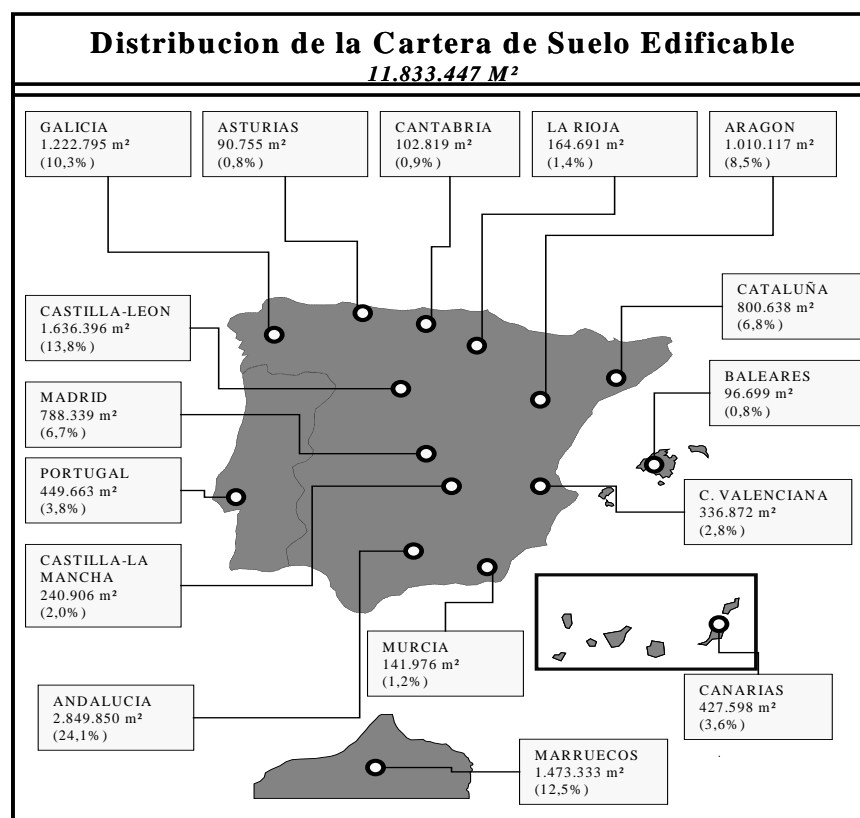 Distribucion de la Cartera de Suelo Edificable
11.833.447 M²
GALICIA
1.222.795 m²
(10,3%)
ASTURIAS
90.755 m²
(0,8%)
CANTABRIA
102.819 m²
(0,9%)
LA RIOJA
164.691 m²
(1,4%)
ARAGON
1.010.117 m²
(8,5%)
CASTILLA-LEON
1.636.396 m²
(13,8%)
CATALUÑA
800.638 m²
(6,8%)
MADRID
788.339 m²
(6,7%)
BALEARES
96.699 m²
(0,8%)
PORTUGAL
449.663 m²
(3,8%)
C. VALENCIANA
336.872 m²
(2,8%)
CASTILLA-LA
MANCHA
240.906 m²
(2,0%)
MURCIA
141.976 m²
(1,2%)
ANDALUCIA
2.849.850 m²
(24,1%)
CANARIAS
427.598 m²
(3,6%)
MARRUECOS
1.473.333 m²
(12,5%)